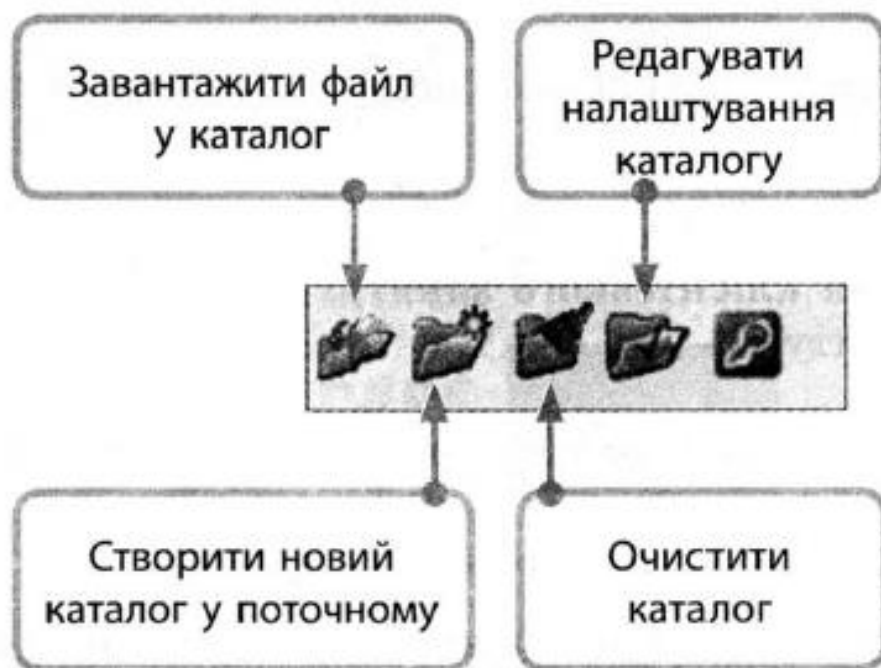 Завантажити файл
у каталог
Редагувати
налаштування
каталогу
Створити новий
каталог у поточному
Очистити
каталог